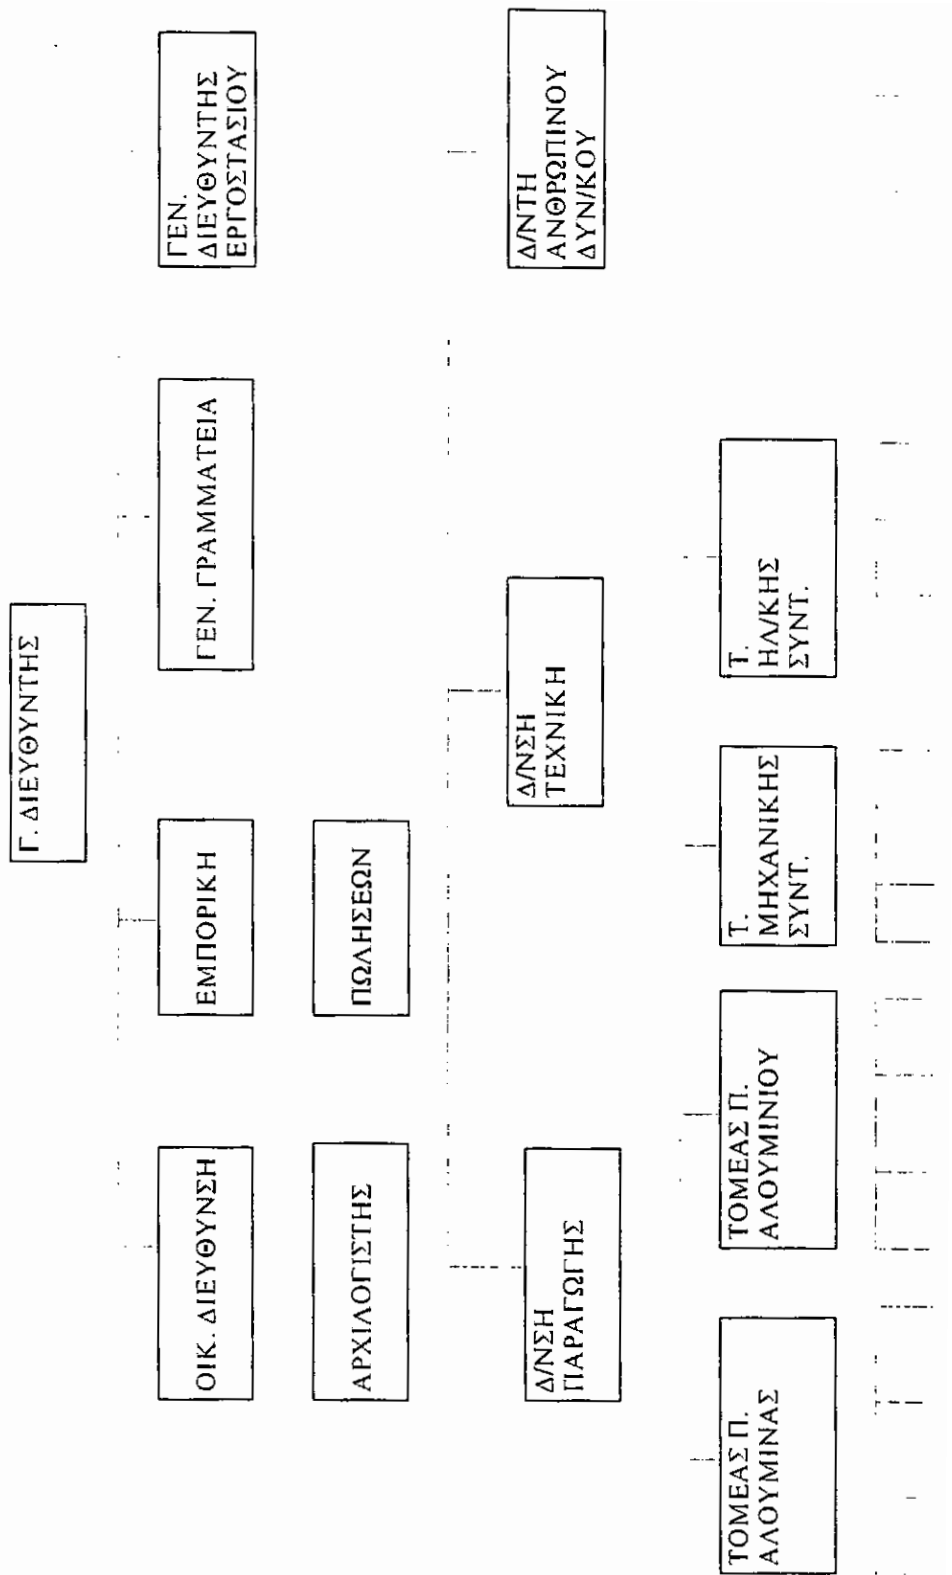 Γ. ΔΙΕΥΘΥΝΤΗΣ
ΟΙΚ. ΔΙΕΥΘΥΝΣΗ
ΕΜΠΟΡΙΚΗ
ΓΕΝ. ΓΡΑΜΜΑΤΕΙΑ
ΓΕΝ.
ΔΙΕΥΘΥΝΤΗΣ
ΕΡΓΟΣΤΑΣΙΟΥ
ΑΡΧΙΛΟΓΙΣΤΗΣ
ΠΩΛΗΣΕΩΝ
Δ/ΝΣΗ
ΠΑΡΑΓΩΓΗΣ
Δ/ΝΣΗ
ΤΕΧΝΙΚΗ
Δ/ΝΤΗ
ΑΝΘΡΩΠΙΝΟΥ
ΔΥΝ/ΚΟΥ
ΤΟΜΕΑΣ Π.
ΑΛΟΥΜΙΝΑΣ
ΤΟΜΕΑΣ Π.
ΑΛΟΥΜΙΝΙΟΥ
Τ.
ΜΗΧΑΝΙΚΗΣ
ΣΥΝΤ.
Τ.
ΗΛ/ΚΗΣ
ΣΥΝΤ.